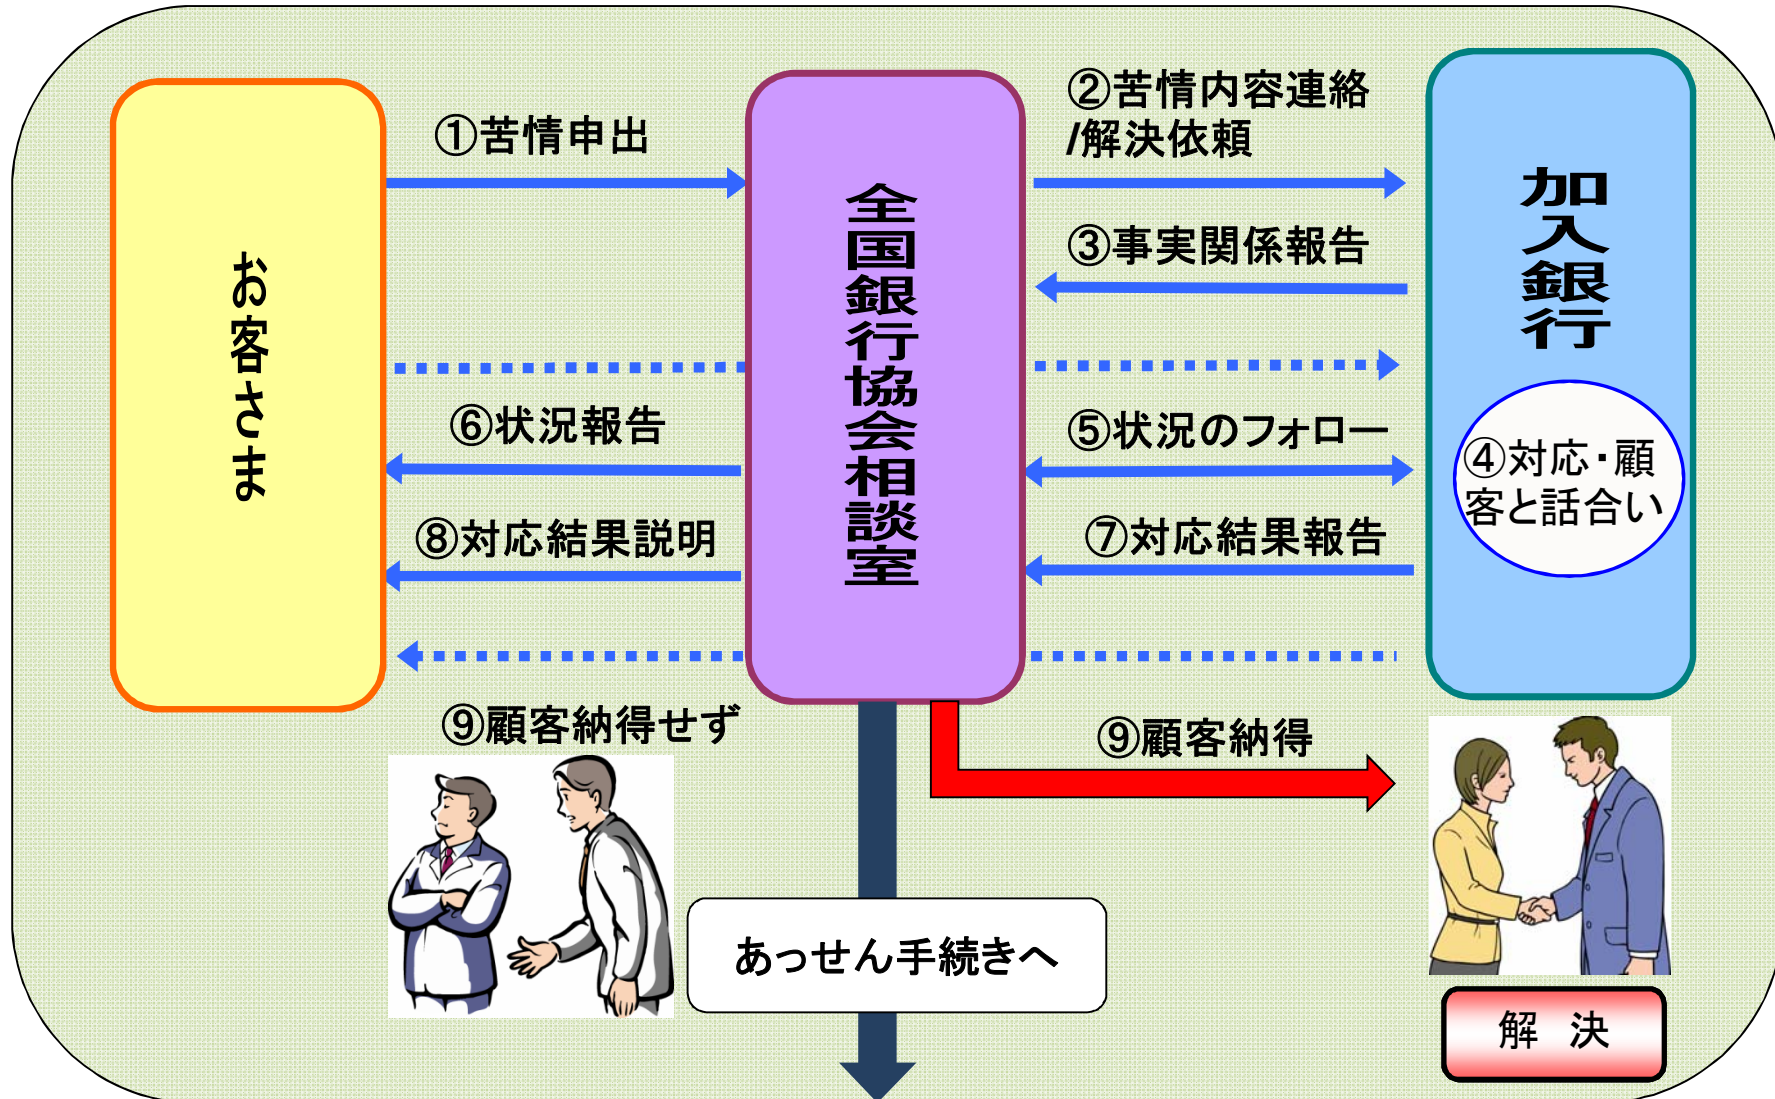 お客さま
①苦情申出
全国銀行協会相談室
②苦情内容連絡
/解決依頼
加入銀行
③事実関係報告
④対応・顧
客と話合い
⑤状況のフォロー
⑥状況報告
⑦対応結果報告
⑧対応結果説明
⑨顧客納得せず
⑨顧客納得
あっせん手続きへ
解 決